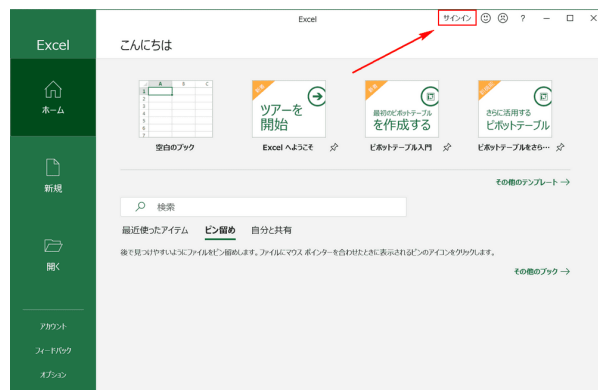 Excel
サインイン
?
Excel
こんにちは
ホーム
新規
開く
アカウント
フィードバック
オプション
A B C
1
2
3
4
5
6
7
空白のブック
ツアーを
開始
Excel へようこそ
最初のピボットテーブル
を作成する
ピボットテーブル入門
さらに活用する
ピボットテーブル
ピボットテーブルをさら…
その他のテンプレート →
検索
最近使ったアイテム ピン留め 自分と共有
後で見つけやすいようにファイルをピン留めします。ファイルにマウス ポインターを合わせたときに表示されるピンのアイコンをクリックします。
その他のブック →